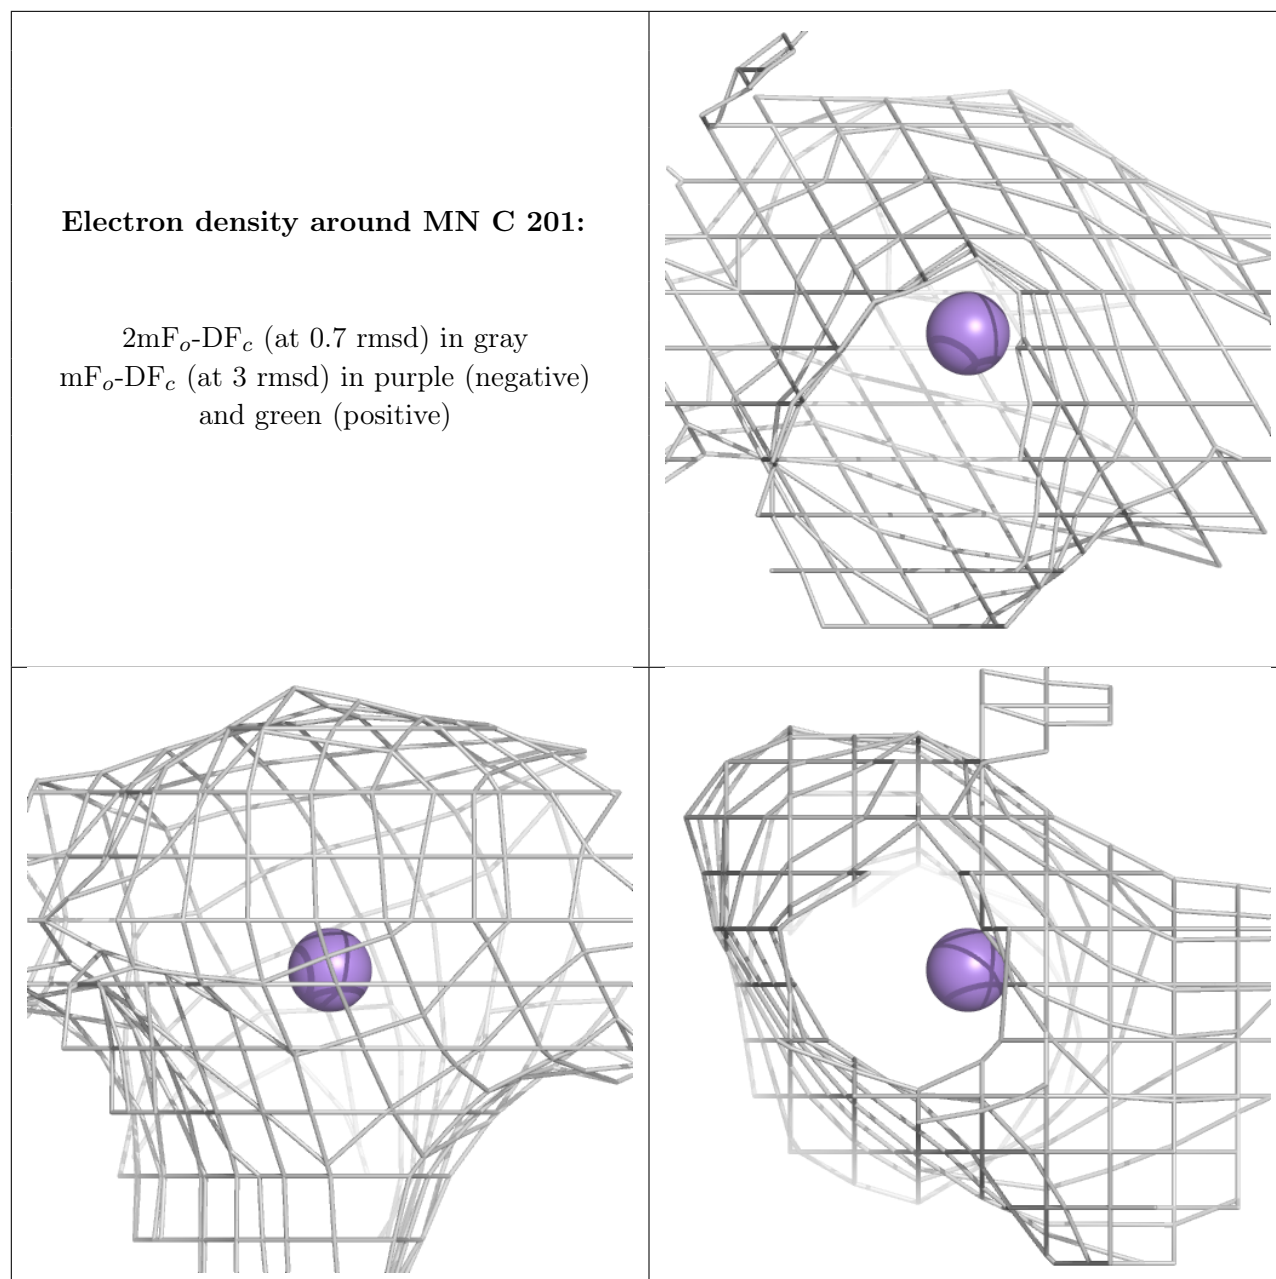 Electron density around MN C 201:
2mFo-DFc (at 0.7 rmsd) in gray
mFo-DFc (at 3 rmsd) in purple (negative)
and green (positive)